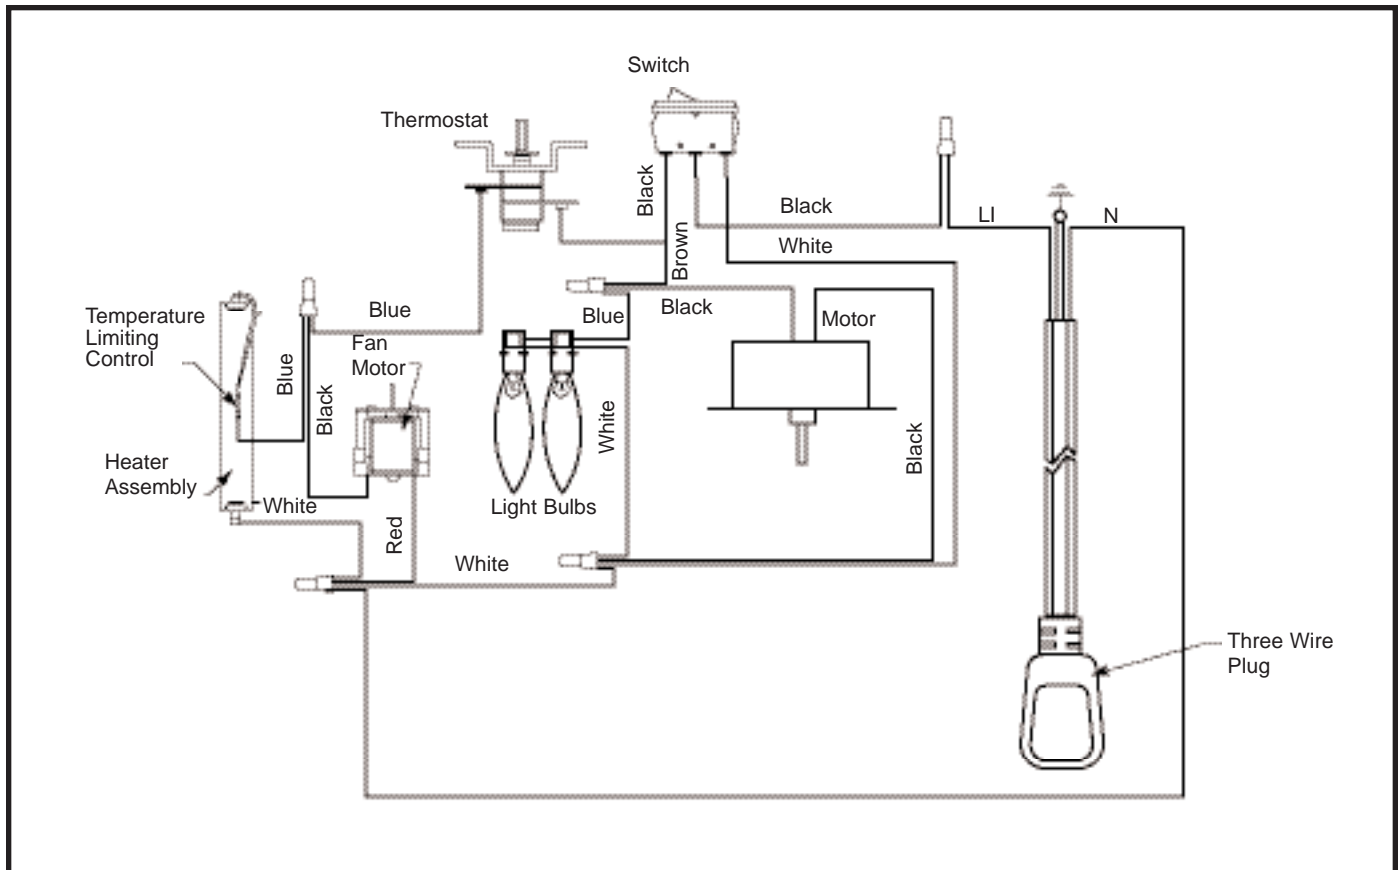 Switch
Thermostat
Black
Black
LI
N
White
Brown
Blue
Black
Blue
Motor
Temperature
Limiting
Control
Fan
Motor
Blue
Black
White
Black
Heater
Assembly
White
Light Bulbs
Red
White
Three Wire
Plug